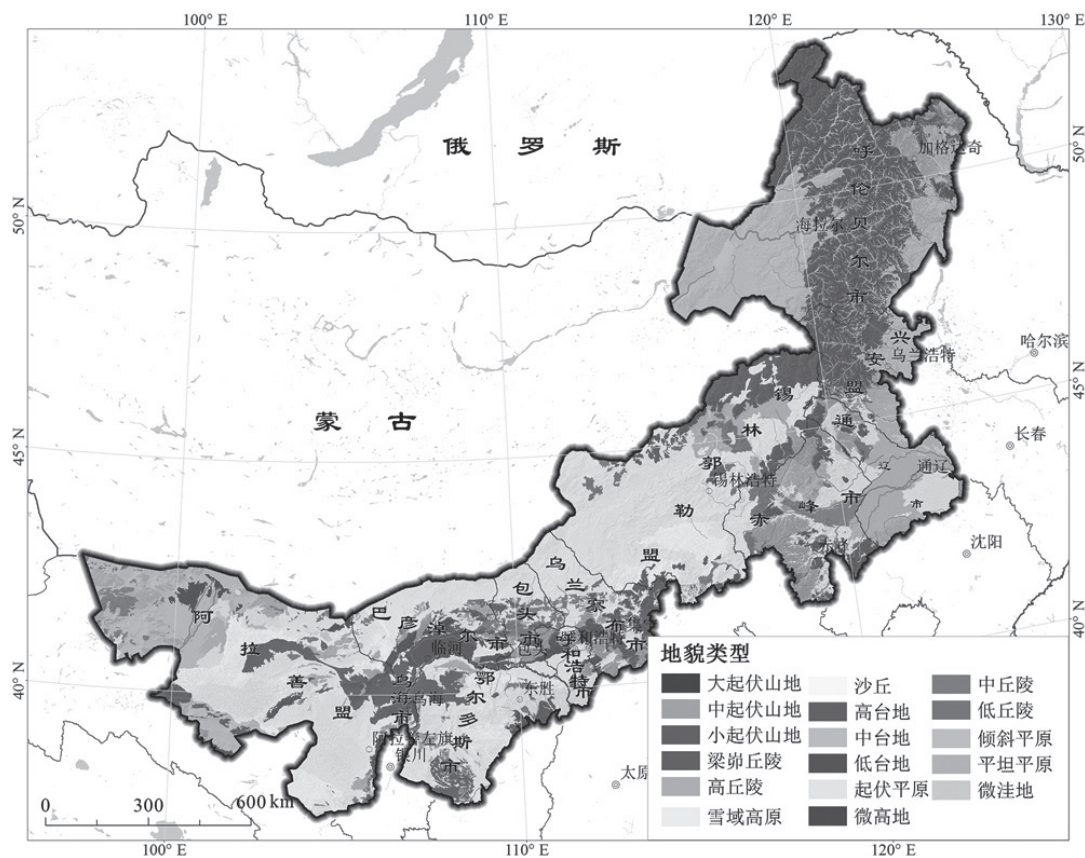 100° E 110° E 120° E 130° E
50° N
45° N
40° N
50° N
45° N
40° N
俄罗斯
蒙古
呼伦贝尔市
加格达奇
海拉尔
兴安盟
乌兰浩特
哈尔滨
长春
沈阳
锡林郭勒盟
锡林浩特
通辽市
通辽
赤峰市
赤峰
乌兰察布市
包头市
包头
呼和浩特市
呼和浩特
巴彦淖尔市
临河
鄂尔多斯市
东胜
乌海市
乌海
阿拉善盟
阿拉善左旗
银川
太原
地貌类型
大起伏山地
中起伏山地
小起伏山地
梁峁丘陵
高丘陵
雪域高原
沙丘
高台地
中台地
低台地
起伏平原
微高地
中丘陵
低丘陵
倾斜平原
平坦平原
微洼地
0 300 600 km
100° E 110° E 120° E